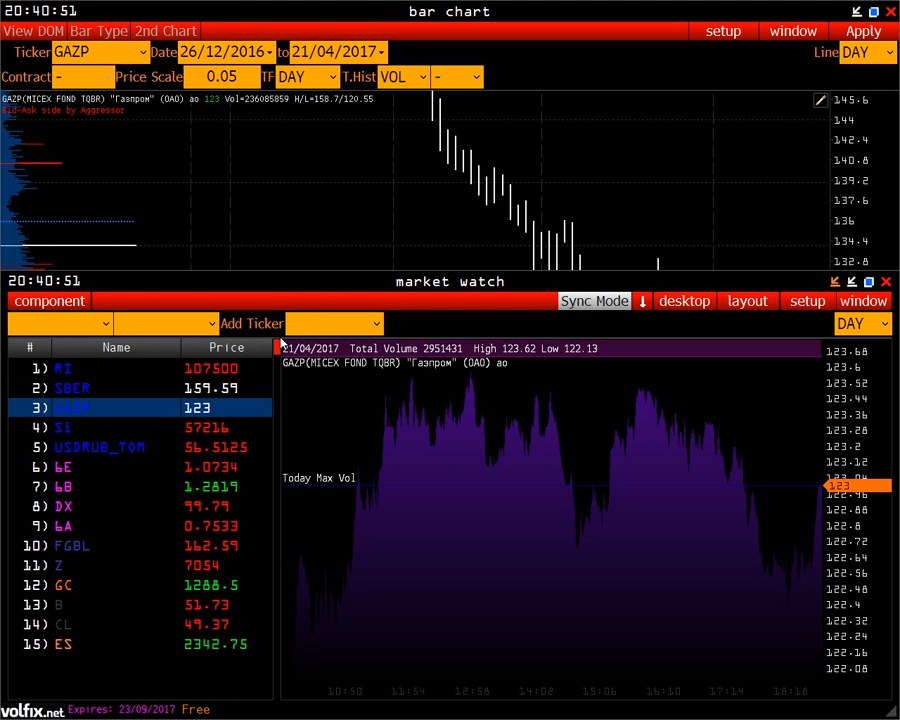 20:40:51 bar chart
View DOM Bar Type 2nd Chart setup window Apply
Ticker GAZP Date 26/12/2016 to 21/04/2017 Line DAY
Contract - Price Scale 0.05 TF DAY T.Hist VOL -
GAZP(MICEX FOND TQBR) "Газпром" (ОАО) ао 123 Vol=236085859 H/L=158.7/120.55
Bid-Ask side by Aggressor
145.6
144
142.4
140.8
139.2
137.6
136
134.4
132.8
20:40:51 market watch
component Sync Mode ↓ desktop layout setup window
Add Ticker DAY
# Name Price
1) RI 107500
2) SBER 159.59
3) GAZP 123
4) Si 57216
5) USDRUB_TOM 56.5125
6) 6E 1.0734
7) 6B 1.2819
8) DX 99.79
9) 6A 0.7533
10) FGBL 162.59
11) Z 7054
12) GC 1288.5
13) B 51.73
14) CL 49.37
15) ES 2342.75
21/04/2017 Total Volume 2951431 High 123.62 Low 122.13
GAZP(MICEX FOND TQBR) "Газпром" (ОАО) ао
Today Max Vol
123.68
123.6
123.52
123.44
123.36
123.28
123.2
123.12
123.04
123
122.96
122.88
122.8
122.72
122.64
122.56
122.48
122.4
122.32
122.24
122.16
122.08
10:50 11:54 12:58 14:02 15:06 16:10 17:14 18:18
volfix.net Expires: 23/09/2017 Free